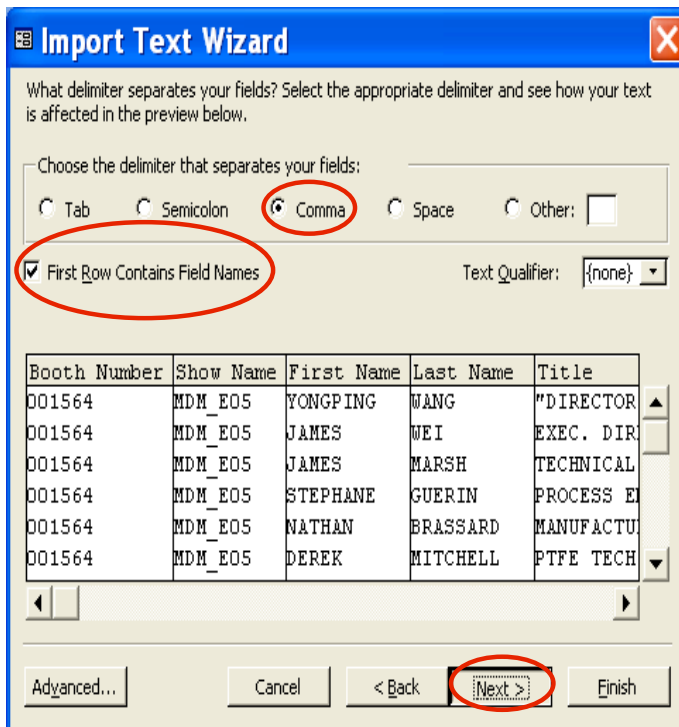 Import Text Wizard
What delimiter separates your fields? Select the appropriate delimiter and see how your text
is affected in the preview below.
Choose the delimiter that separates your fields:
Tab Semicolon Comma Space Other:
First Row Contains Field Names Text Qualifier: {none}
Booth Number Show Name First Name Last Name Title
001564 MDM_E05 YONGPING WANG "DIRECTOR
001564 MDM_E05 JAMES WEI EXEC. DIR
001564 MDM_E05 JAMES MARSH TECHNICAL
001564 MDM_E05 STEPHANE GUERIN PROCESS E
001564 MDM_E05 NATHAN BRASSARD MANUFACTU
001564 MDM_E05 DEREK MITCHELL PTFE TECH
Advanced... Cancel < Back Next > Finish